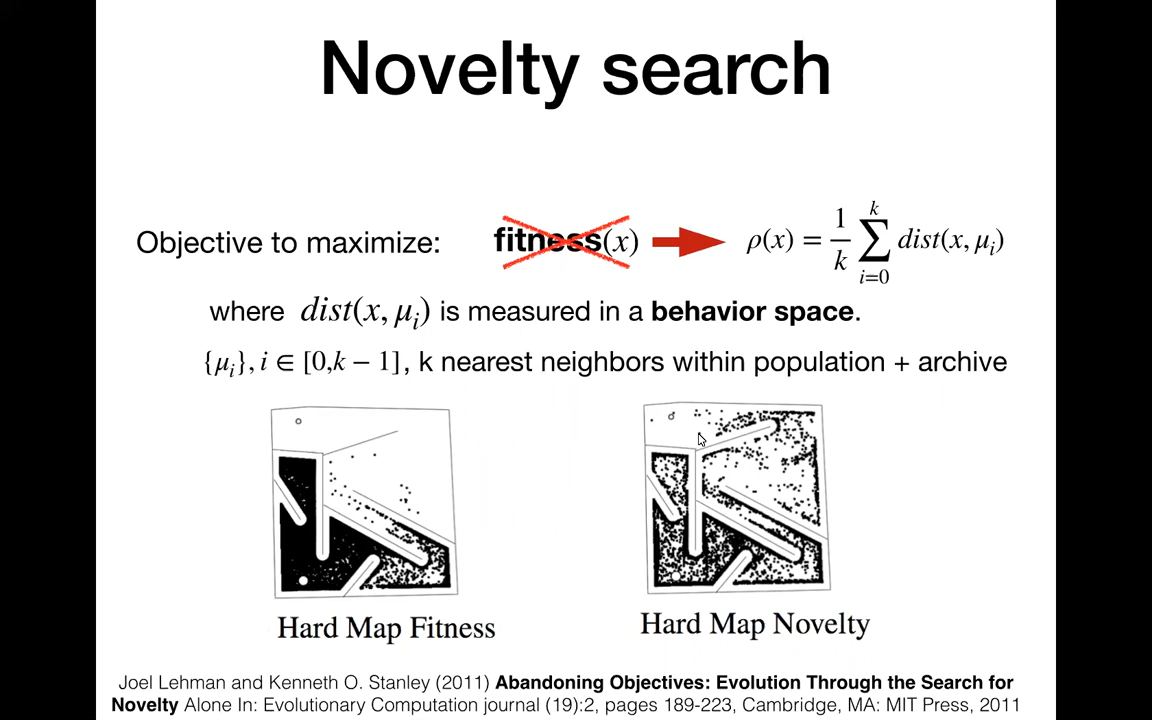 Novelty search
Objective to maximize: fitness(x) ρ(x) = 1/k ∑_{i=0}^{k} dist(x, μ_i)
where dist(x, μ_i) is measured in a behavior space.
{μ_i}, i ∈ [0,k − 1], k nearest neighbors within population + archive
Hard Map Fitness
Hard Map Novelty
Joel Lehman and Kenneth O. Stanley (2011) Abandoning Objectives: Evolution Through the Search for
Novelty Alone In: Evolutionary Computation journal (19):2, pages 189-223, Cambridge, MA: MIT Press, 2011